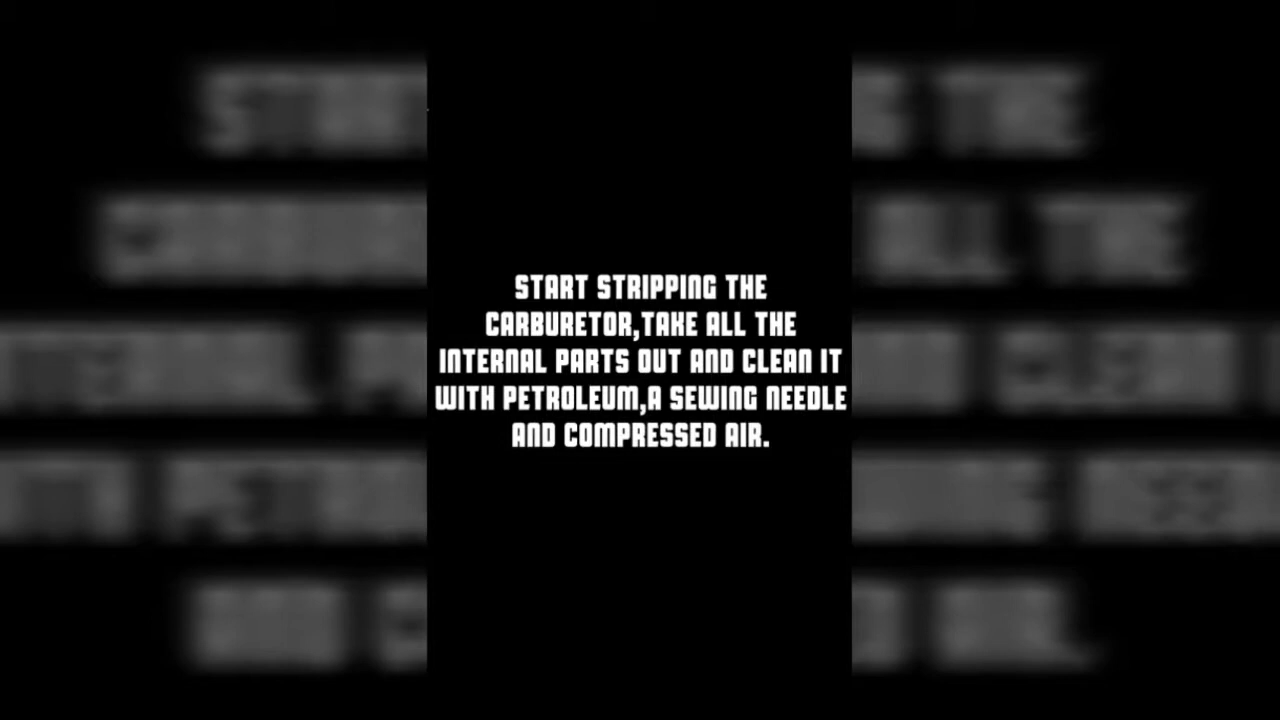 START STRIPPING THE
CARBURETOR,TAKE ALL THE
INTERNAL PARTS OUT AND CLEAN IT
WITH PETROLEUM,A SEWING NEEDLE
AND COMPRESSED AIR.